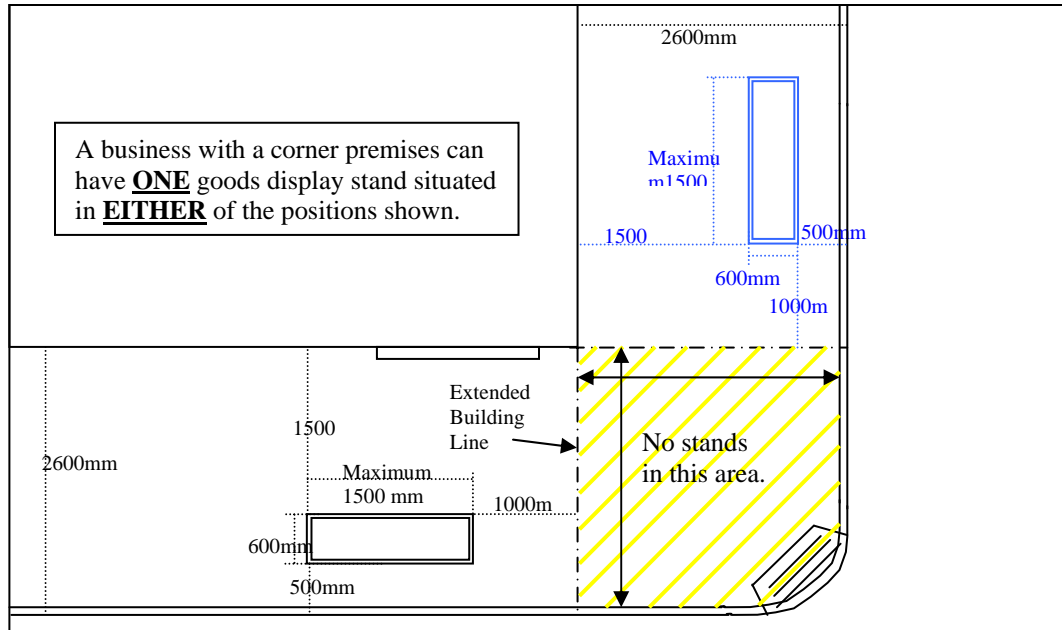 2600mm
A business with a corner premises can
have ONE goods display stand situated
in EITHER of the positions shown.
Maximu
m1500
1500
500mm
600mm
1000m
Extended
Building
Line
1500
No stands
in this area.
2600mm
Maximum
1500 mm
1000m
600mm
500mm